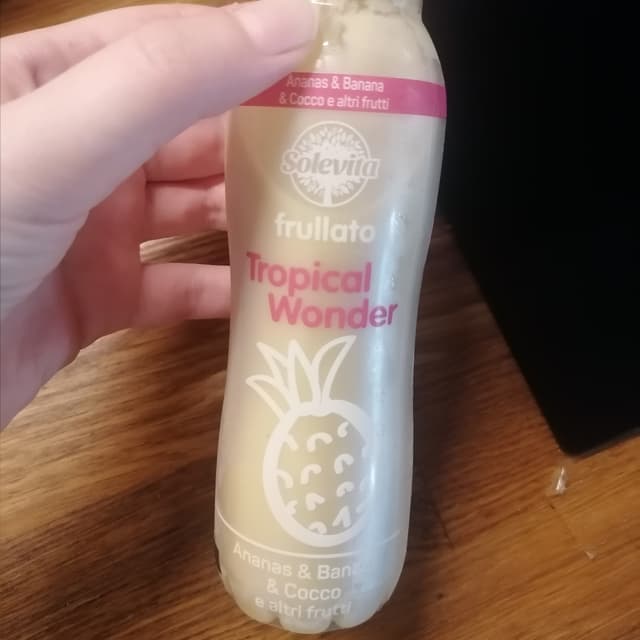 Ananas & Banana
& Cocco e altri frutti
Solevita
frullato
Tropical
Wonder
Ananas & Ban
& Cocco
e altri frutti